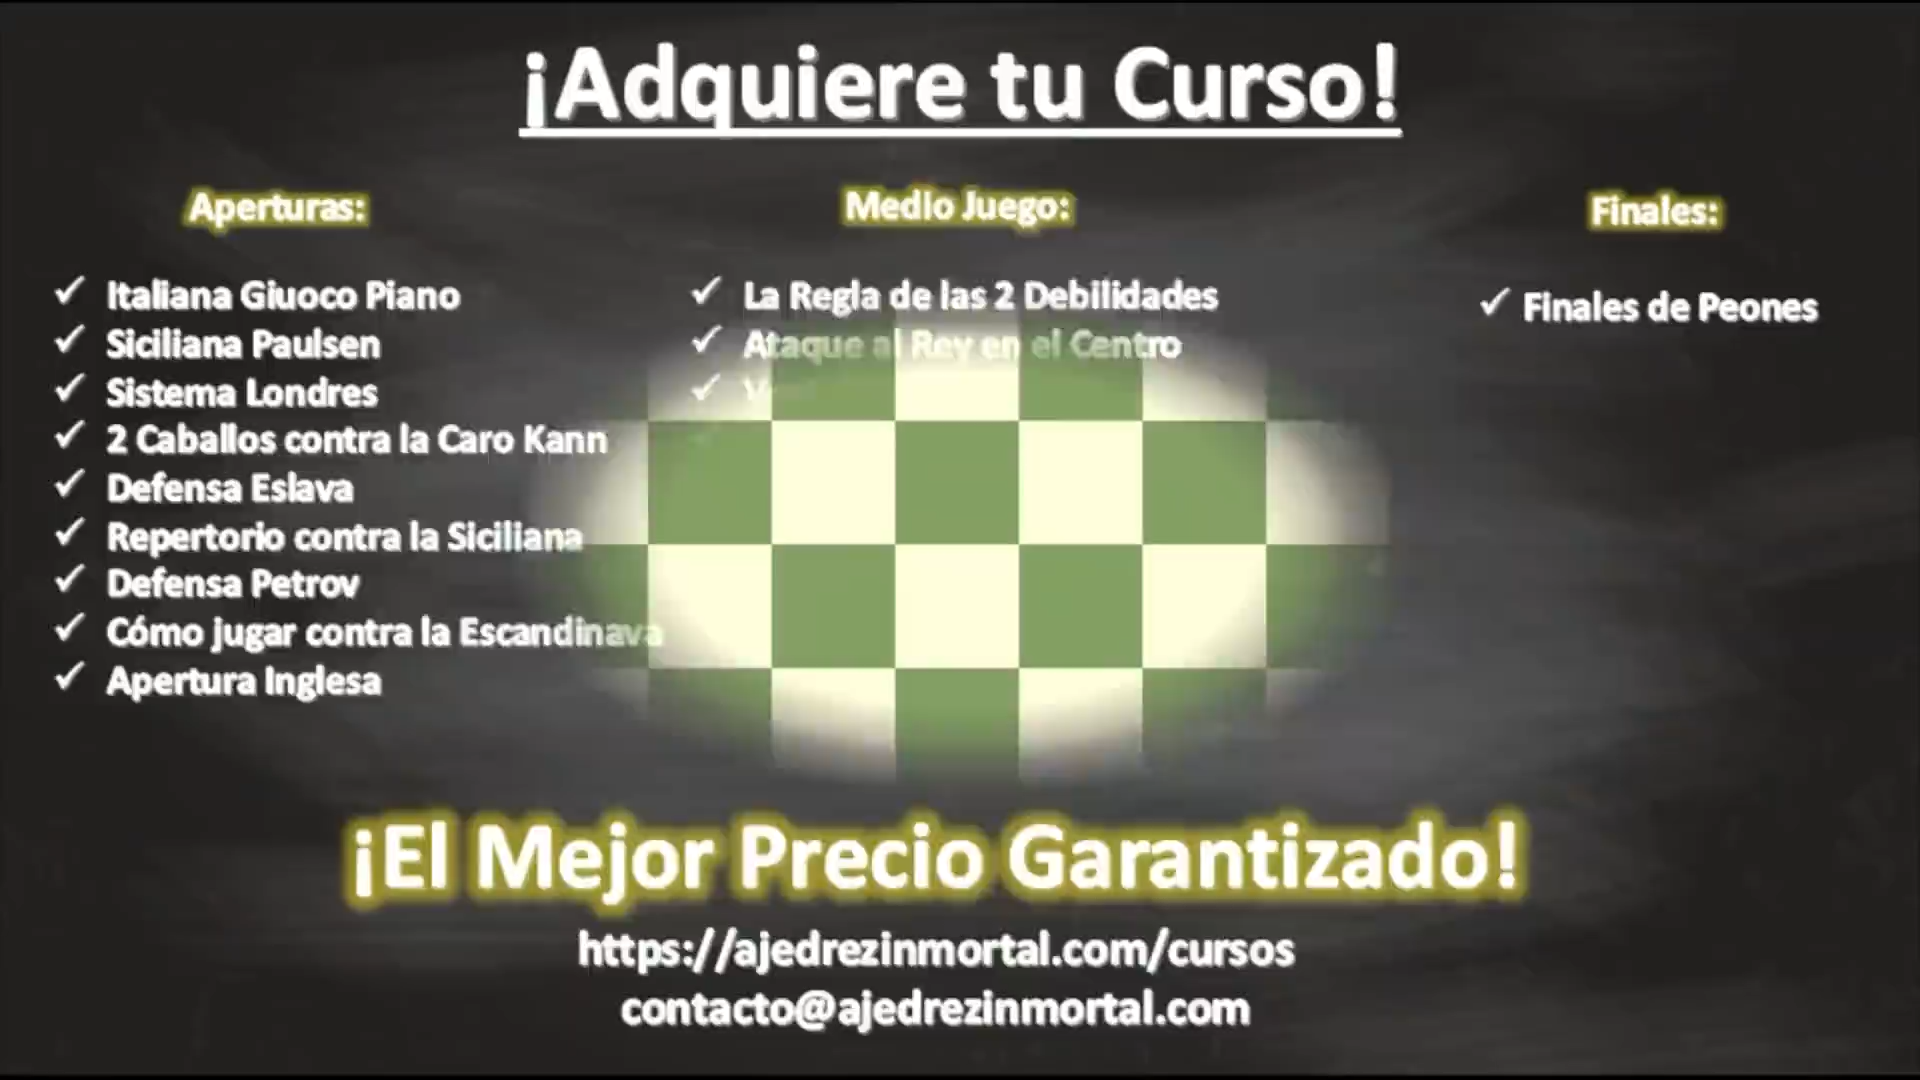 ¡Adquiere tu Curso!
Aperturas:
✓ Italiana Giuoco Piano
✓ Siciliana Paulsen
✓ Sistema Londres
✓ 2 Caballos contra la Caro Kann
✓ Defensa Eslava
✓ Repertorio contra la Siciliana
✓ Defensa Petrov
✓ Cómo jugar contra la Escandinava
✓ Apertura Inglesa
Medio Juego:
✓ La Regla de las 2 Debilidades
✓ Ataque al Rey en el Centro
✓
Finales:
✓ Finales de Peones
¡El Mejor Precio Garantizado!
https://ajedrezinmortal.com/cursos
contacto@ajedrezinmortal.com